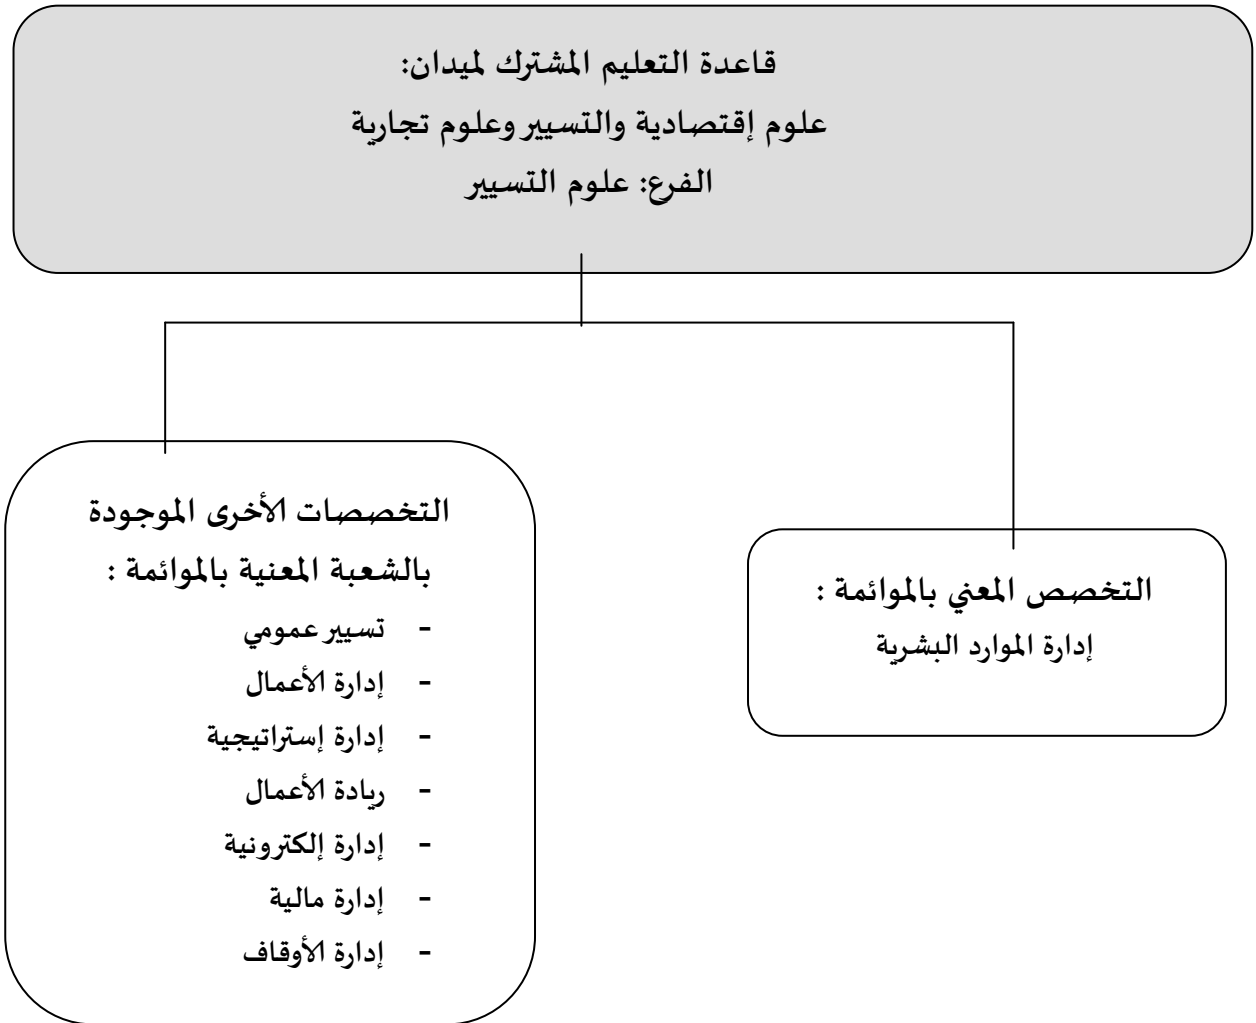 قاعدة التعليم المشترك لميدان:
علوم إقتصادية والتسيير وعلوم تجارية
الفرع: علوم التسيير
التخصص المعني بالموائمة :
إدارة الموارد البشرية
التخصصات الأخرى الموجودة
بالشعبة المعنية بالموائمة :
- تسيير عمومي
- إدارة الأعمال
- إدارة إستراتيجية
- ريادة الأعمال
- إدارة إلكترونية
- إدارة مالية
- إدارة الأوقاف